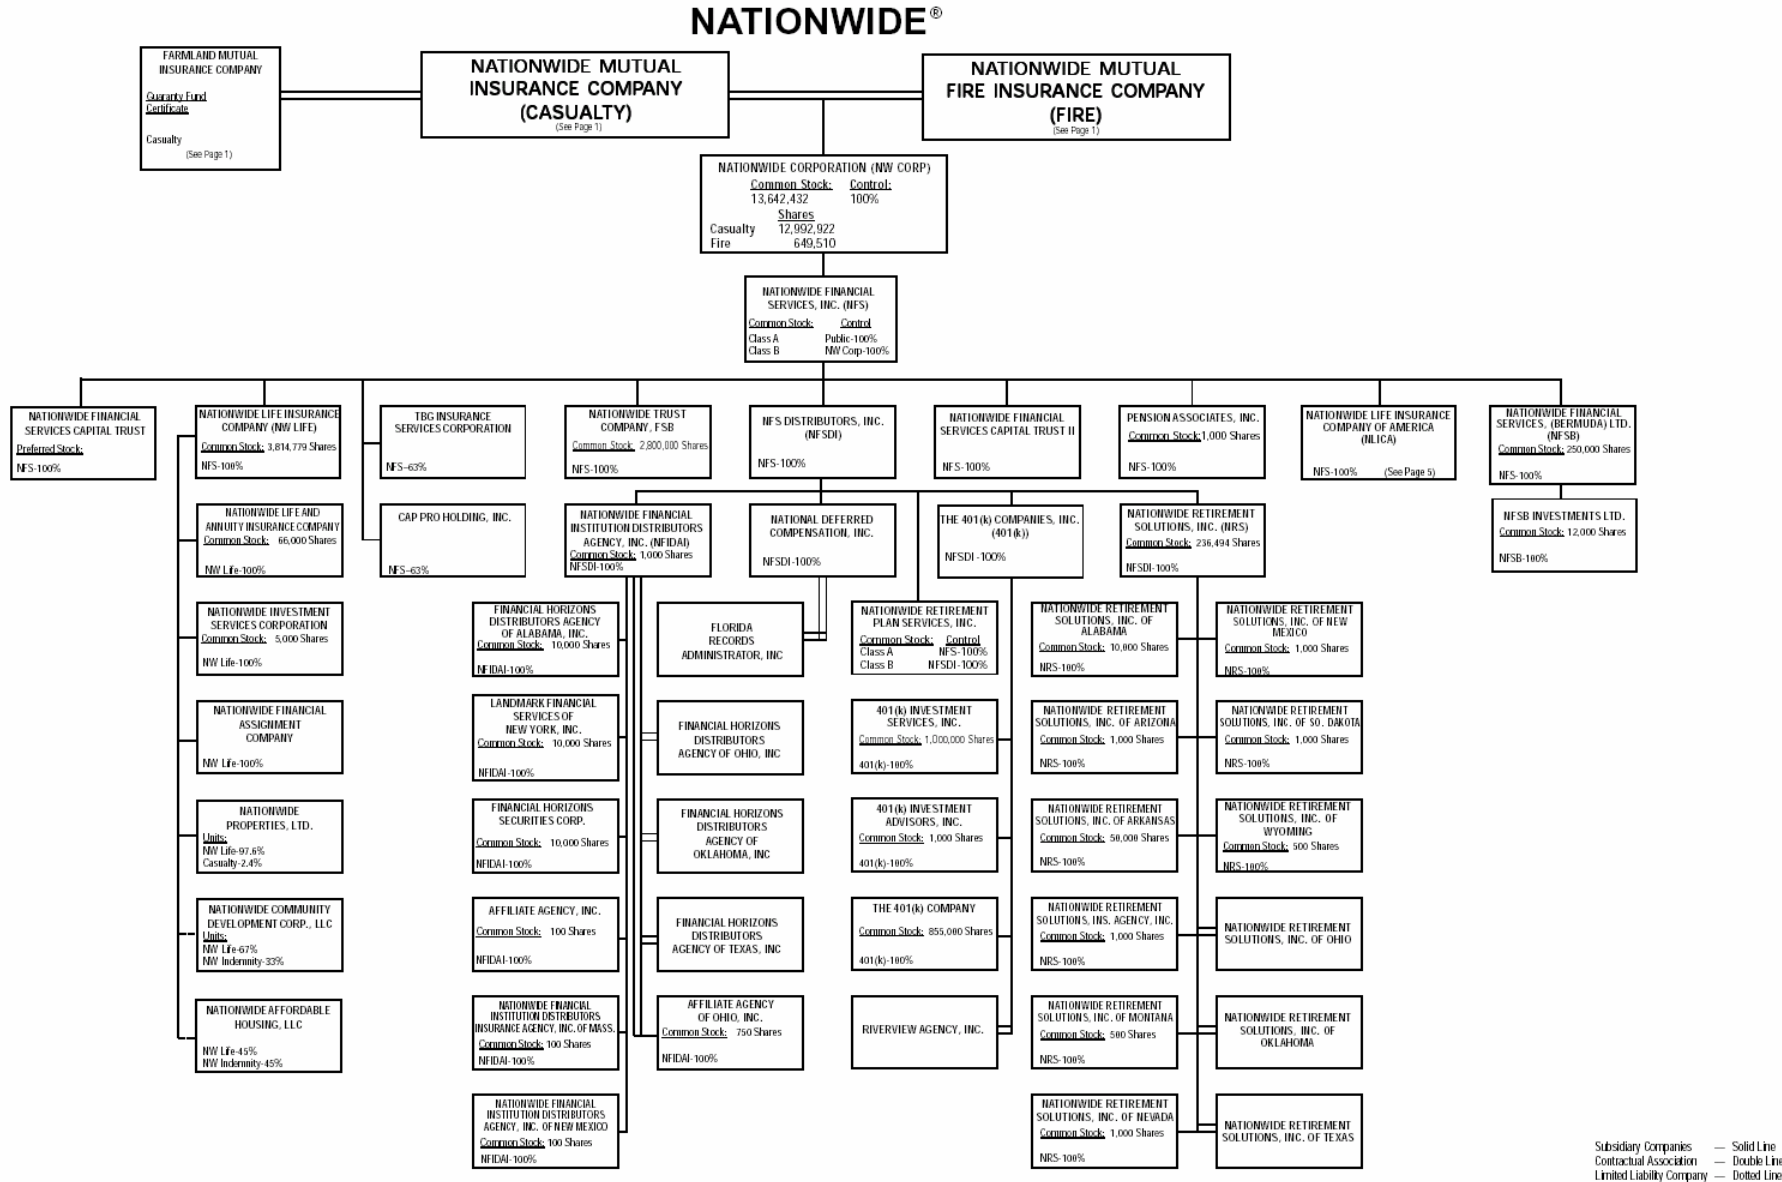 NATIONWIDE®
FARMLAND MUTUAL
INSURANCE COMPANY
Guaranty Fund
Certificate
Casualty
(See Page 1)
NATIONWIDE MUTUAL
INSURANCE COMPANY
(CASUALTY)
(See Page 1)
NATIONWIDE MUTUAL
FIRE INSURANCE COMPANY
(FIRE)
(See Page 1)
NATIONWIDE CORPORATION (NW CORP)
Common Stock: Control:
13,642,432 100%
Shares
Casualty 12,992,922
Fire 649,510
NATIONWIDE FINANCIAL
SERVICES, INC. (NFS)
Common Stock: Control
Class A Public-100%
Class B NW Corp-100%
NATIONWIDE FINANCIAL
SERVICES CAPITAL TRUST
Preferred Stock:
NFS-100%
NATIONWIDE LIFE INSURANCE
COMPANY (NW LIFE)
Common Stock: 3,814,779 Shares
NFS-100%
TBG INSURANCE
SERVICES CORPORATION
NFS-63%
NATIONWIDE TRUST
COMPANY, FSB
Common Stock: 2,800,000 Shares
NFS-100%
NFS DISTRIBUTORS, INC.
(NFSDI)
NFS-100%
NATIONWIDE FINANCIAL
SERVICES CAPITAL TRUST II
NFS-100%
PENSION ASSOCIATES, INC.
Common Stock:1,000 Shares
NFS-100%
NATIONWIDE LIFE INSURANCE
COMPANY OF AMERICA
(NLICA)
NFS-100% (See Page 5)
NATIONWIDE FINANCIAL
SERVICES, (BERMUDA) LTD.
(NFSB)
Common Stock: 250,000 Shares
NFS-100%
NATIONWIDE LIFE AND
ANNUITY INSURANCE COMPANY
Common Stock: 66,000 Shares
NW Life-100%
CAP PRO HOLDING, INC.
NFS-63%
NATIONWIDE FINANCIAL
INSTITUTION DISTRIBUTORS
AGENCY, INC. (NFIDAI)
Common Stock: 1,000 Shares
NFSDI-100%
NATIONAL DEFERRED
COMPENSATION, INC.
NFSDI-100%
THE 401(k) COMPANIES, INC.
(401(k))
NFSDI -100%
NATIONWIDE RETIREMENT
SOLUTIONS, INC. (NRS)
Common Stock: 236,494 Shares
NFSDI-100%
NFSB INVESTMENTS LTD.
Common Stock: 12,000 Shares
NFSB-100%
NATIONWIDE INVESTMENT
SERVICES CORPORATION
Common Stock: 5,000 Shares
NW Life-100%
FINANCIAL HORIZONS
DISTRIBUTORS AGENCY
OF ALABAMA, INC.
Common Stock: 10,000 Shares
NFIDAI-100%
FLORIDA
RECORDS
ADMINISTRATOR, INC
NATIONWIDE RETIREMENT
PLAN SERVICES, INC.
Common Stock: Control
Class A NFS-100%
Class B NFSDI-100%
NATIONWIDE RETIREMENT
SOLUTIONS, INC. OF
ALABAMA
Common Stock: 10,000 Shares
NRS-100%
NATIONWIDE RETIREMENT
SOLUTIONS, INC. OF NEW
MEXICO
Common Stock: 1,000 Shares
NRS-100%
NATIONWIDE FINANCIAL
ASSIGNMENT
COMPANY
NW Life-100%
LANDMARK FINANCIAL
SERVICES OF
NEW YORK, INC.
Common Stock: 10,000 Shares
NFIDAI-100%
FINANCIAL HORIZONS
DISTRIBUTORS
AGENCY OF OHIO, INC
401(k) INVESTMENT
SERVICES, INC.
Common Stock: 1,000,000 Shares
401(k)-100%
NATIONWIDE RETIREMENT
SOLUTIONS, INC. OF ARIZONA
Common Stock: 1,000 Shares
NRS-100%
NATIONWIDE RETIREMENT
SOLUTIONS, INC. OF SO. DAKOTA
Common Stock: 1,000 Shares
NRS-100%
NATIONWIDE
PROPERTIES, LTD.
Units:
NW Life-97.6%
Casualty-2.4%
FINANCIAL HORIZONS
SECURITIES CORP.
Common Stock: 10,000 Shares
NFIDAI-100%
FINANCIAL HORIZONS
DISTRIBUTORS
AGENCY OF
OKLAHOMA, INC
401(k) INVESTMENT
ADVISORS, INC.
Common Stock: 1,000 Shares
401(k)-100%
NATIONWIDE RETIREMENT
SOLUTIONS, INC. OF ARKANSAS
Common Stock: 50,000 Shares
NRS-100%
NATIONWIDE RETIREMENT
SOLUTIONS, INC. OF
WYOMING
Common Stock: 500 Shares
NRS-100%
NATIONWIDE COMMUNITY
DEVELOPMENT CORP., LLC
Units:
NW Life-67%
NW Indemnity-33%
AFFILIATE AGENCY, INC.
Common Stock: 100 Shares
NFIDAI-100%
FINANCIAL HORIZONS
DISTRIBUTORS
AGENCY OF TEXAS, INC
THE 401(k) COMPANY
Common Stock: 855,000 Shares
401(k)-100%
NATIONWIDE RETIREMENT
SOLUTIONS, INS. AGENCY, INC.
Common Stock: 1,000 Shares
NRS-100%
NATIONWIDE RETIREMENT
SOLUTIONS, INC. OF OHIO
NATIONWIDE AFFORDABLE
HOUSING, LLC
NW Life-45%
NW Indemnity-45%
NATIONWIDE FINANCIAL
INSTITUTION DISTRIBUTORS
INSURANCE AGENCY, INC. OF MASS.
Common Stock: 100 Shares
NFIDAI-100%
AFFILIATE AGENCY
OF OHIO, INC.
Common Stock: 750 Shares
NFIDAI-100%
RIVERVIEW AGENCY, INC.
NATIONWIDE RETIREMENT
SOLUTIONS, INC. OF MONTANA
Common Stock: 500 Shares
NRS-100%
NATIONWIDE RETIREMENT
SOLUTIONS, INC. OF
OKLAHOMA
NATIONWIDE FINANCIAL
INSTITUTION DISTRIBUTORS
AGENCY, INC. OF NEW MEXICO
Common Stock: 100 Shares
NFIDAI-100%
NATIONWIDE RETIREMENT
SOLUTIONS, INC. OF NEVADA
Common Stock: 1,000 Shares
NRS-100%
NATIONWIDE RETIREMENT
SOLUTIONS, INC. OF TEXAS
Subsidiary Companies — Solid Line
Contractual Association — Double Line
Limited Liability Company — Dotted Line